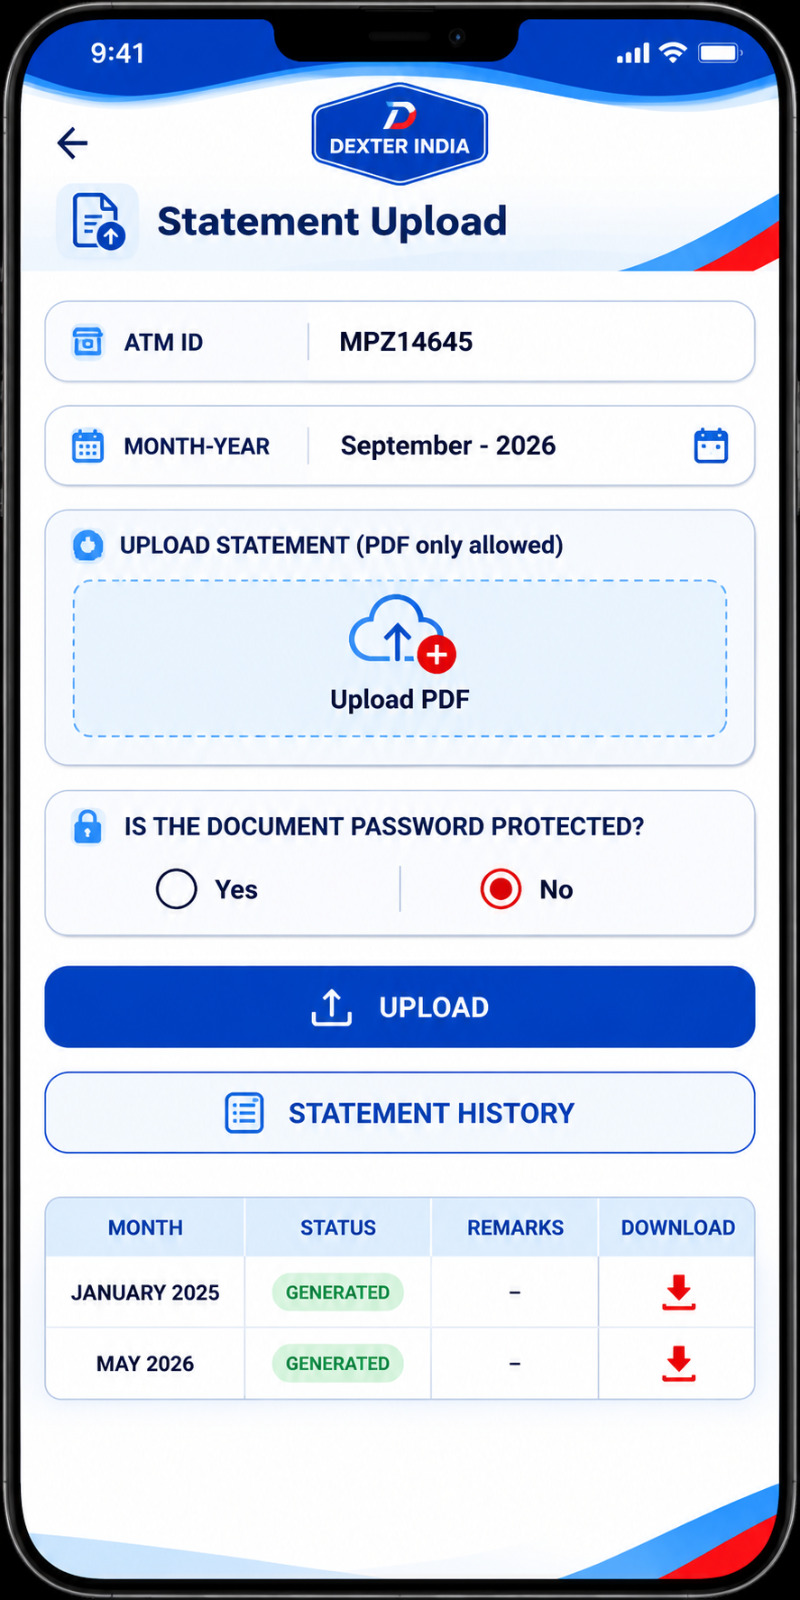 9:41
D
DEXTER INDIA
Statement Upload
ATM ID MPZ14645
MONTH-YEAR September - 2026
UPLOAD STATEMENT (PDF only allowed)
Upload PDF
IS THE DOCUMENT PASSWORD PROTECTED?
Yes No
UPLOAD
STATEMENT HISTORY
MONTH STATUS REMARKS DOWNLOAD
JANUARY 2025 GENERATED –
MAY 2026 GENERATED –